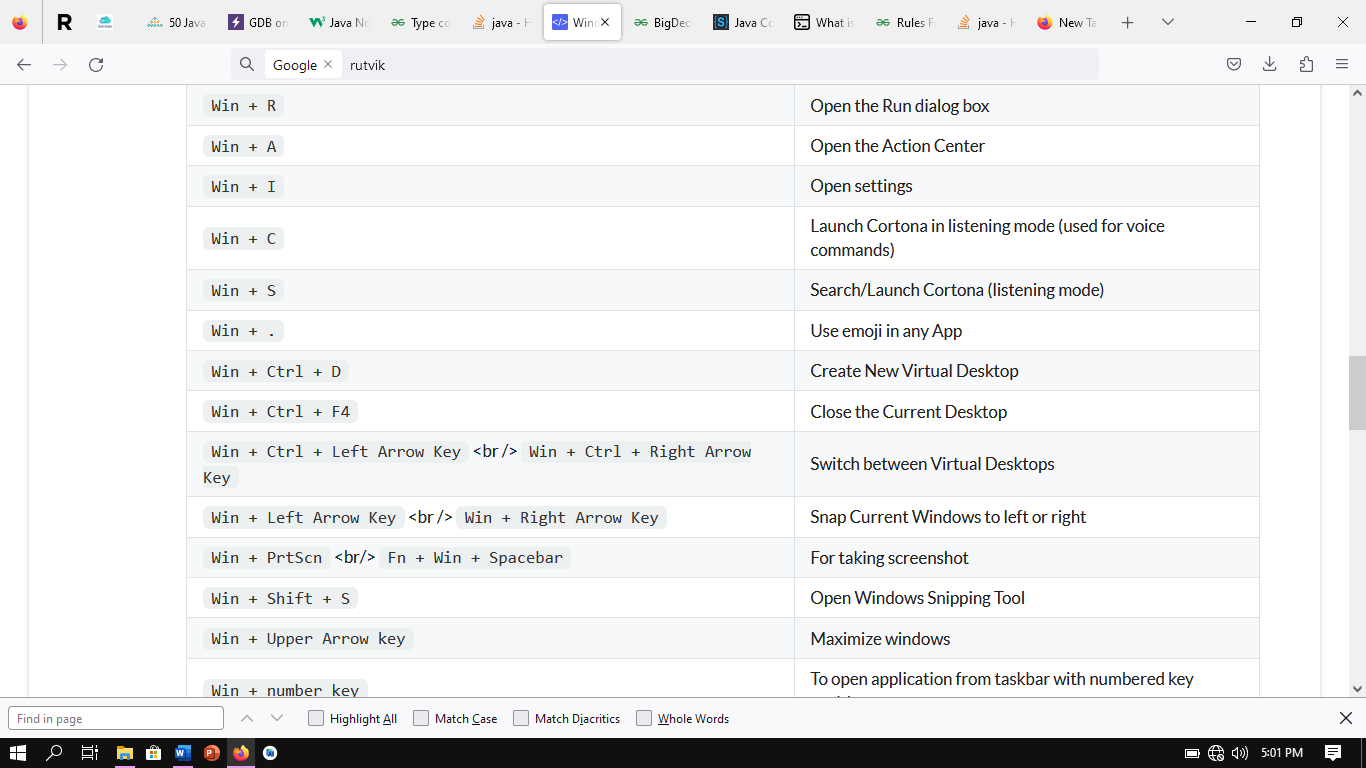 50 Java
GDB on
Java No
Type co
java - H
Wind
BigDec
Java Co
What is
Rules F
java - H
New Ta
Google rutvik
Win + R Open the Run dialog box
Win + A Open the Action Center
Win + I Open settings
Win + C Launch Cortona in listening mode (used for voice
commands)
Win + S Search/Launch Cortona (listening mode)
Win + . Use emoji in any App
Win + Ctrl + D Create New Virtual Desktop
Win + Ctrl + F4 Close the Current Desktop
Win + Ctrl + Left Arrow Key <br/> Win + Ctrl + Right Arrow
Key
Switch between Virtual Desktops
Win + Left Arrow Key <br/> Win + Right Arrow Key Snap Current Windows to left or right
Win + PrtScn <br/> Fn + Win + Spacebar For taking screenshot
Win + Shift + S Open Windows Snipping Tool
Win + Upper Arrow key Maximize windows
Win + number key To open application from taskbar with numbered key
Find in page Highlight All Match Case Match Diacritics Whole Words
5:01 PM